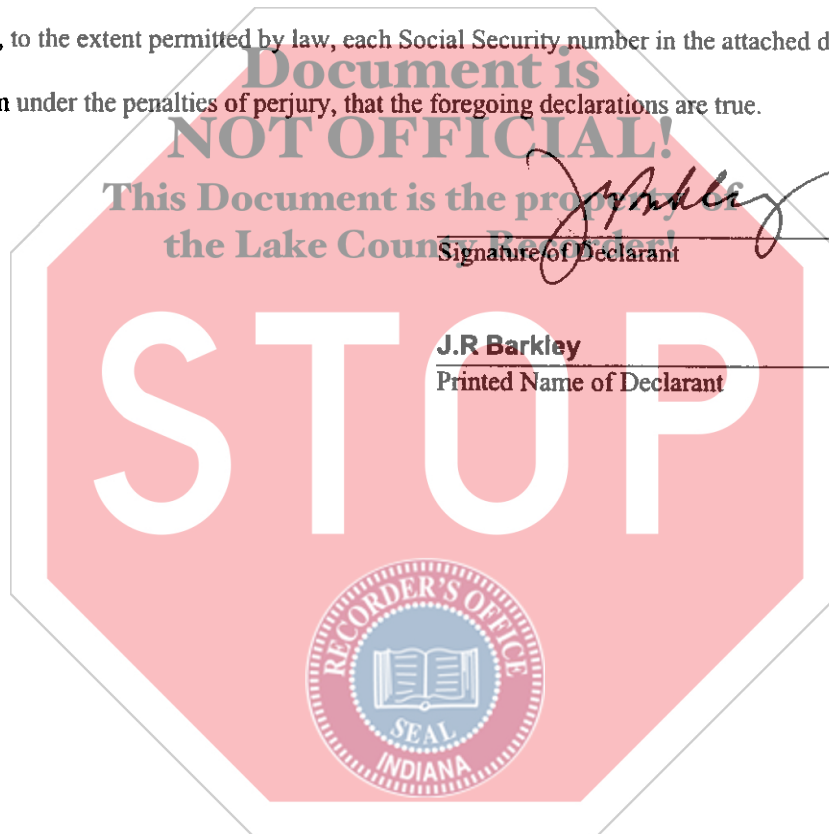 , to the extent permitted by law, each Social Security number in the attached d
Document is
n under the penalties of perjury, that the foregoing declarations are true.
NOT OFFICIAL!
This Document is the property of
the Lake County Recorder!
Signature of Declarant
J.R Barkley
Printed Name of Declarant
STOP
RECORDER'S OFFICE
SEAL
INDIANA